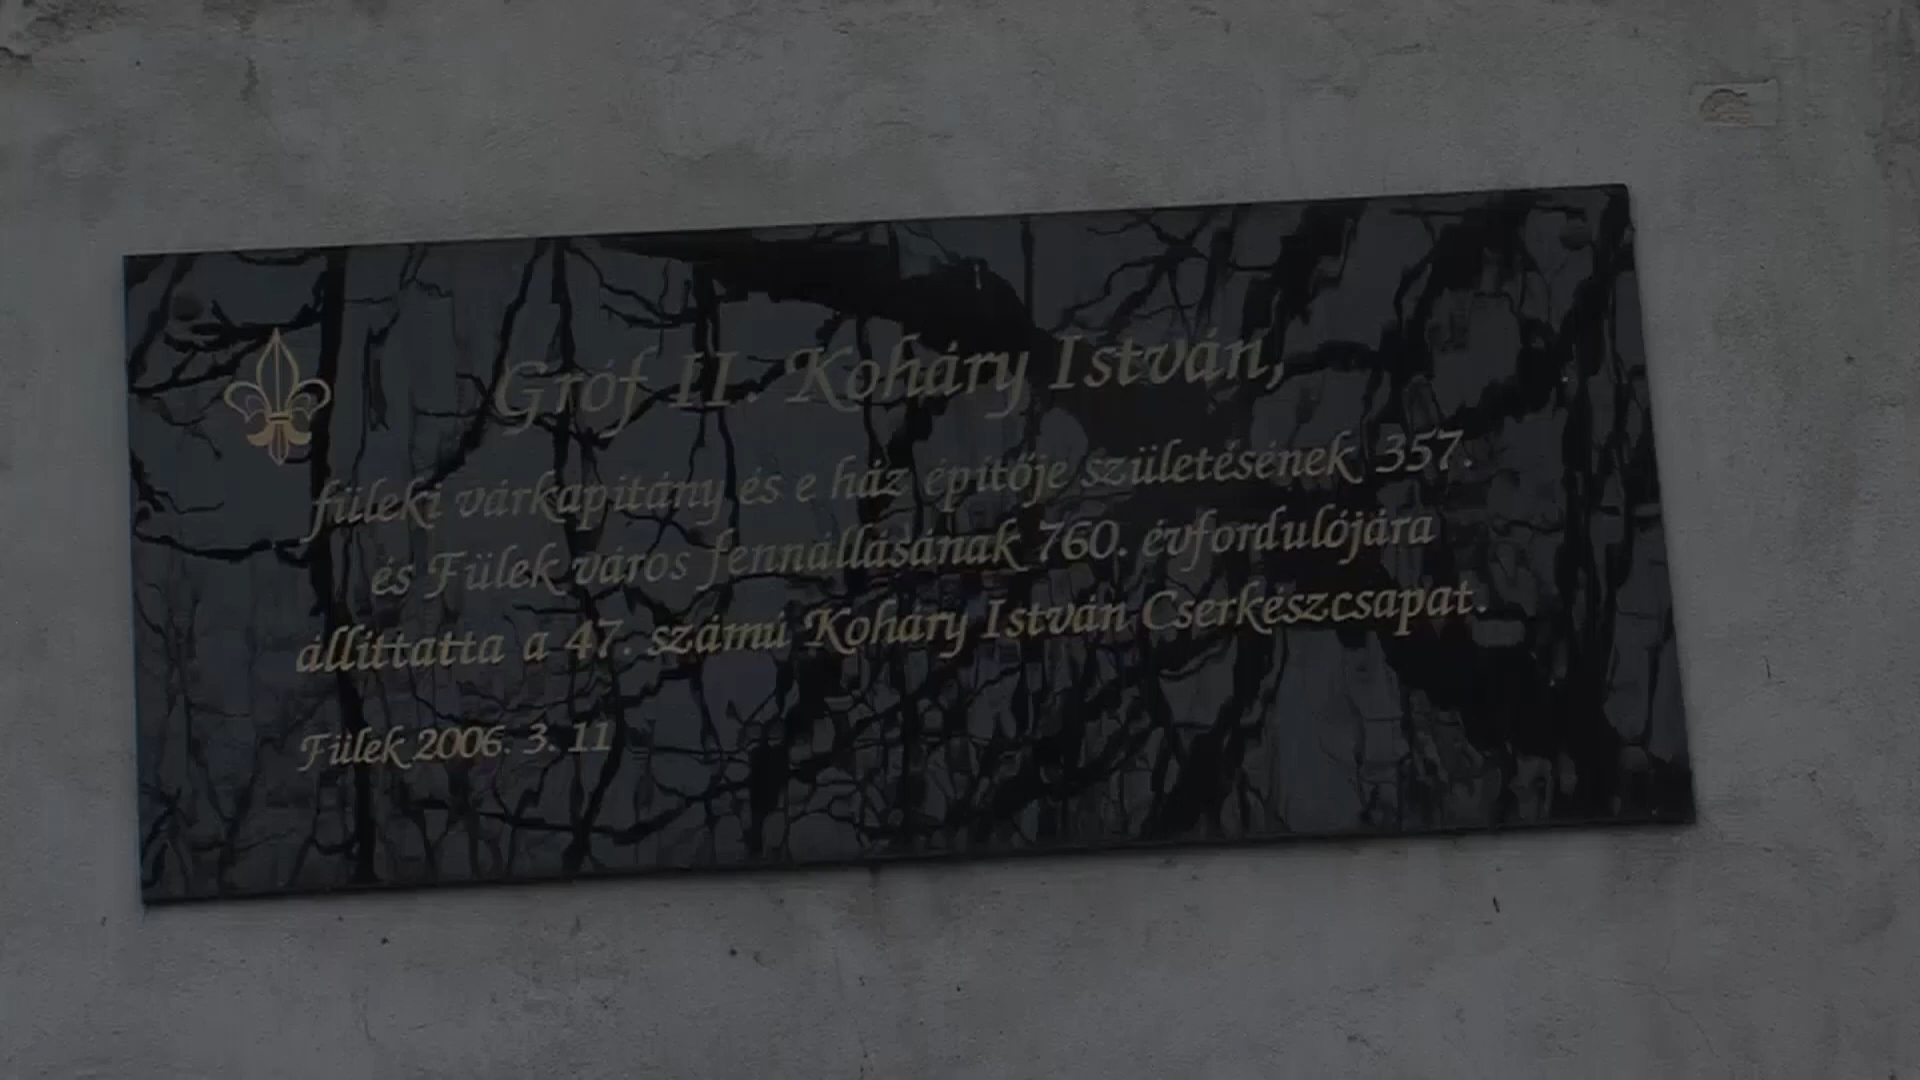 Gróf II. Koháry István,
füleki várkapitány és e ház építője születésének 357.
és Fülek város fennállásának 760. évfordulójára
állíttatta a 47. számú Koháry István Cserkészcsapat.
Fülek 2006. 3. 11